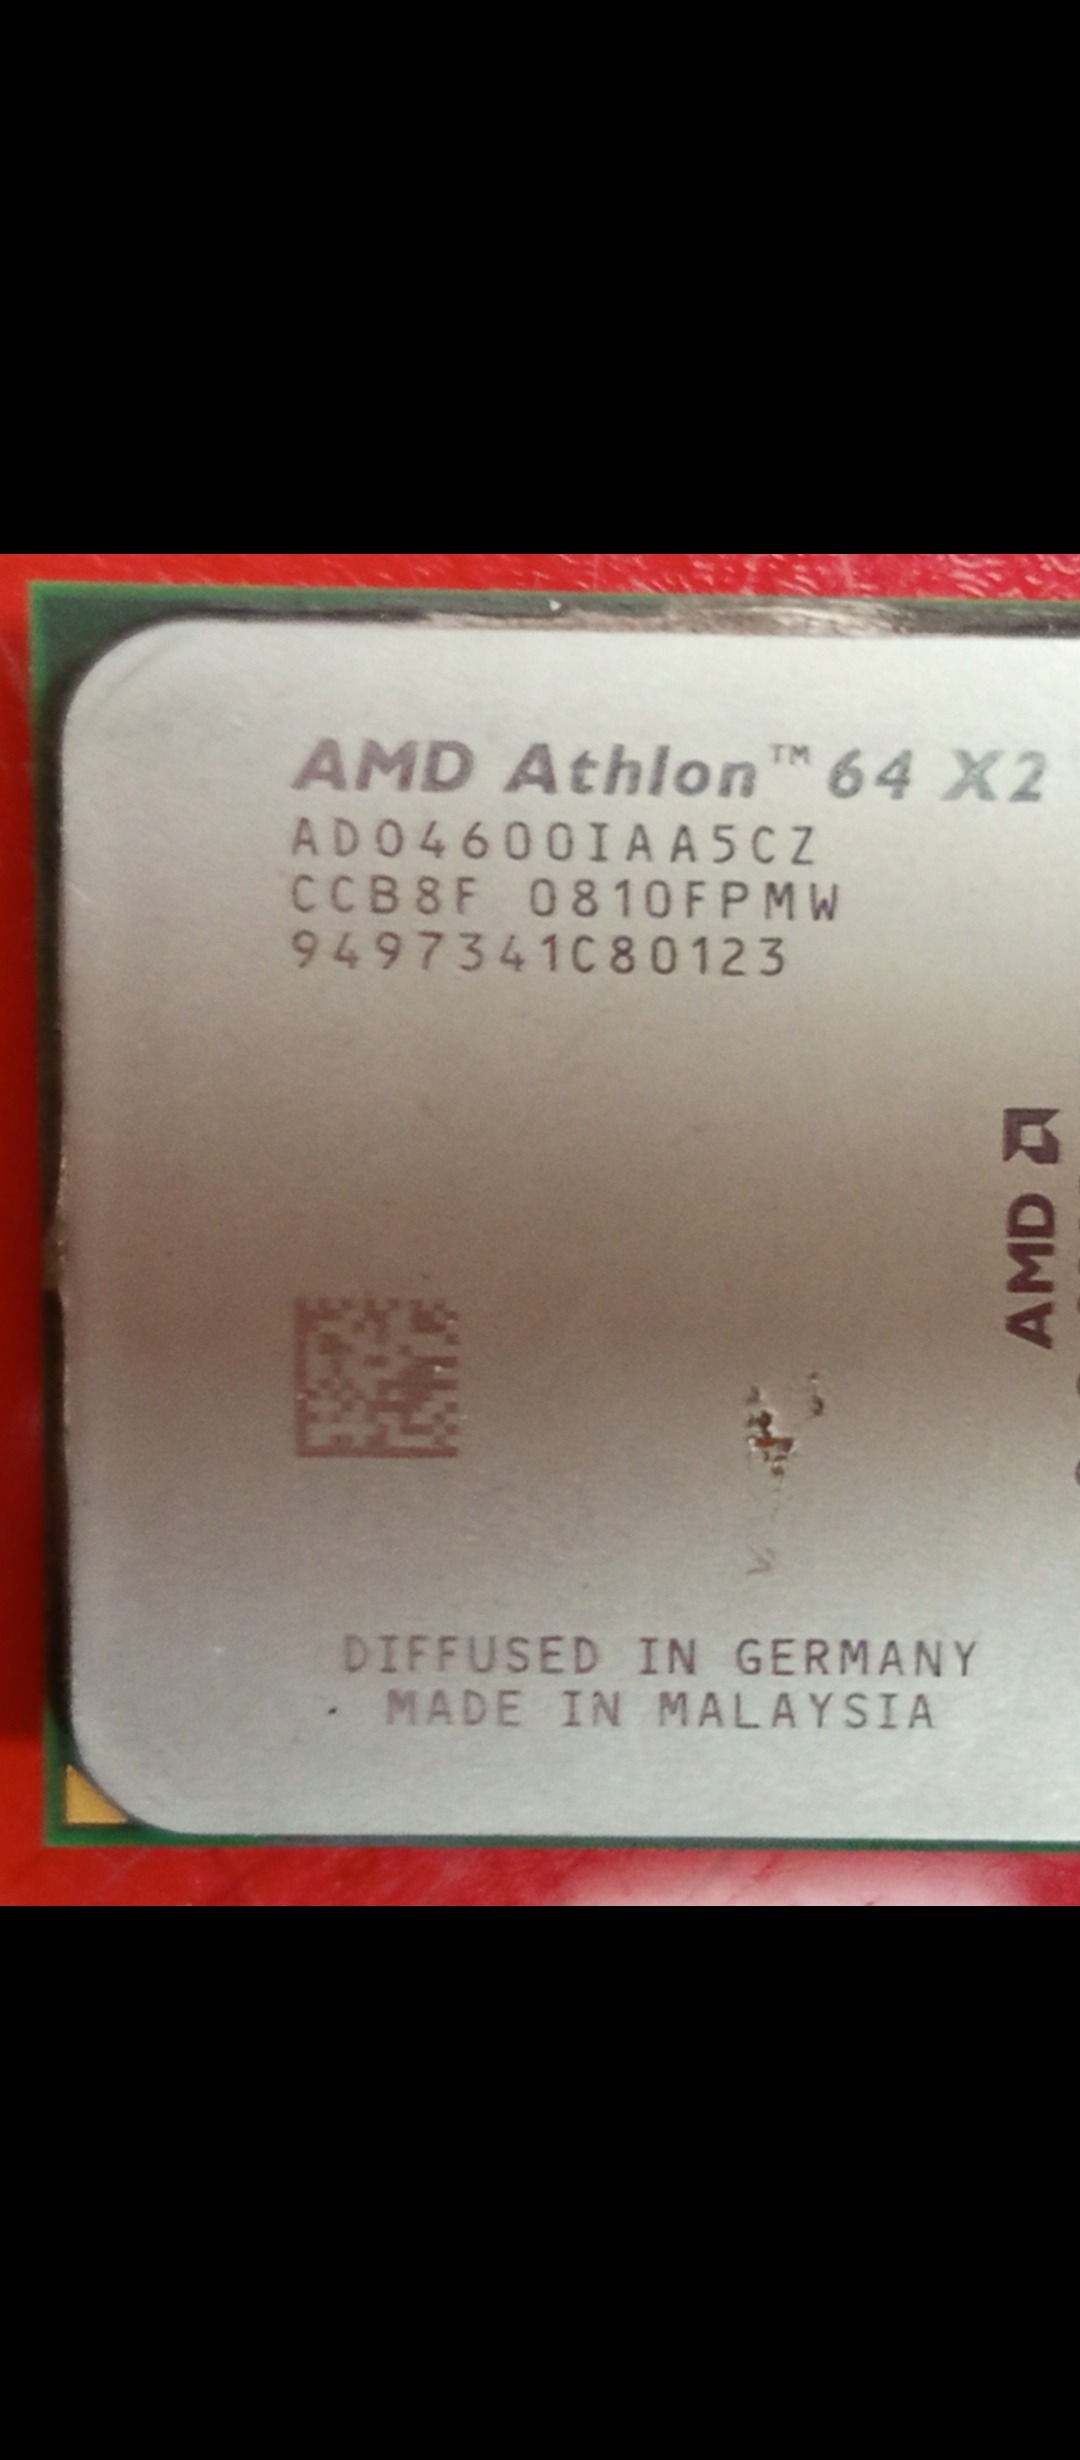 AMD Athlon™ 64 X2
ADO4600IAA5CZ
CCB8F 0810FPMW
9497341C80123
AMD
DIFFUSED IN GERMANY
MADE IN MALAYSIA